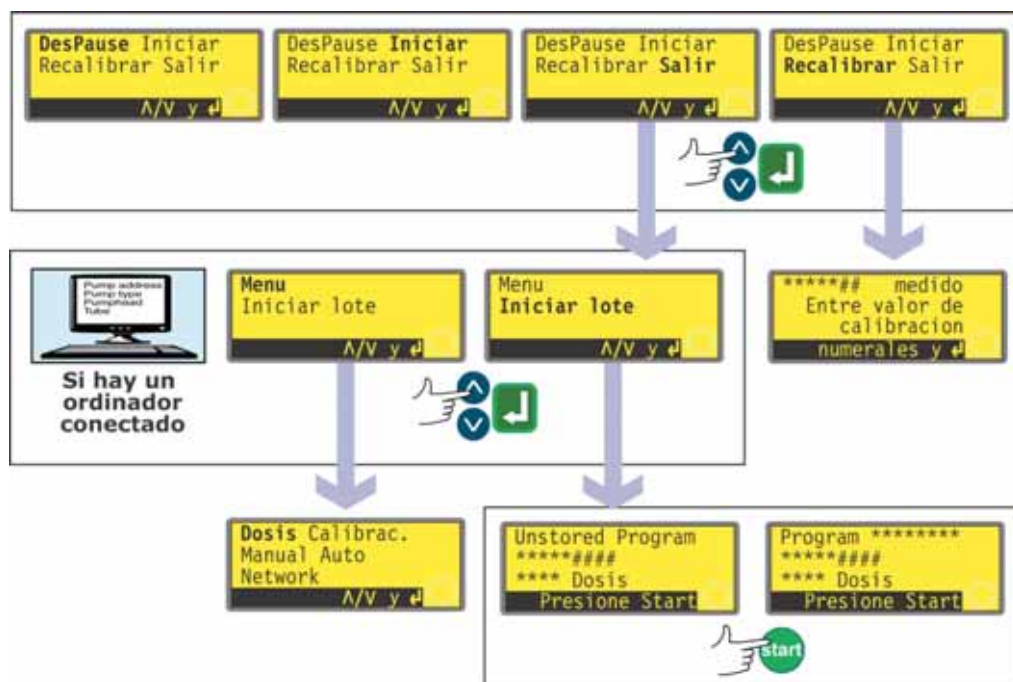 DesPause Iniciar
Recalibrar Salir
∧/∨ y ↲
DesPause Iniciar
Recalibrar Salir
∧/∨ y ↲
DesPause Iniciar
Recalibrar Salir
∧/∨ y ↲
DesPause Iniciar
Recalibrar Salir
∧/∨ y ↲
Pump address
Pump type
Pumphead
Tube
Si hay un
ordinador
conectado
Menu
Iniciar lote
∧/∨ y ↲
Menu
Iniciar lote
∧/∨ y ↲
*****## medido
Entre valor de
calibracion
numerales y ↲
Dosis Calibrac.
Manual Auto
Network
∧/∨ y ↲
Unstored Program
*****####
**** Dosis
Presione Start
Program ********
*****####
**** Dosis
Presione Start
start